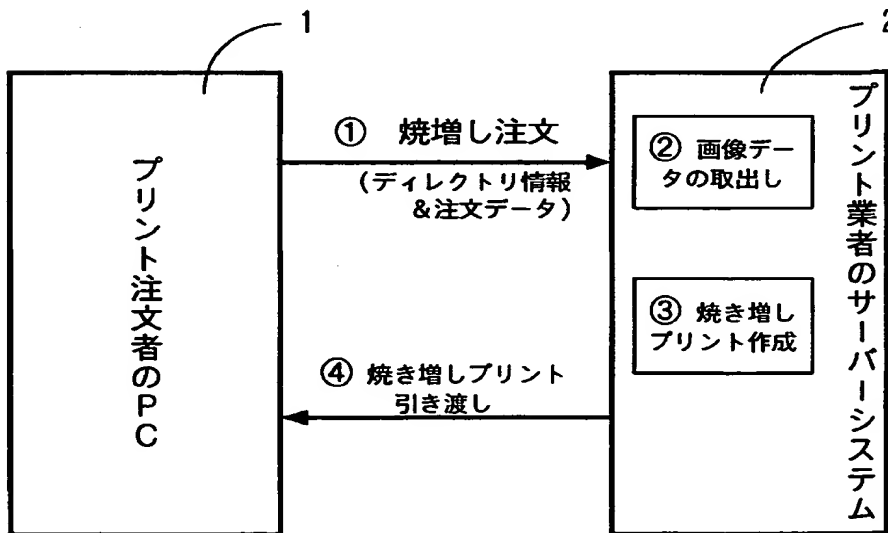 1
2
プリント注文者のPC
① 焼増し注文
(ディレクトリ情報
&注文データ)
② 画像デー
タの取出し
③ 焼き増し
プリント作成
④ 焼き増しプリント
引き渡し
プリント業者のサーバーシステム